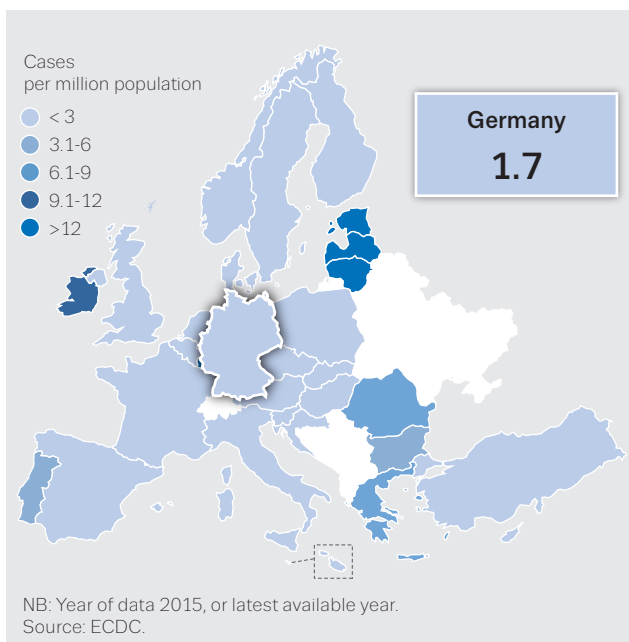 Cases
per million population
< 3
3.1-6
6.1-9
9.1-12
>12
Germany
1.7
NB: Year of data 2015, or latest available year.
Source: ECDC.